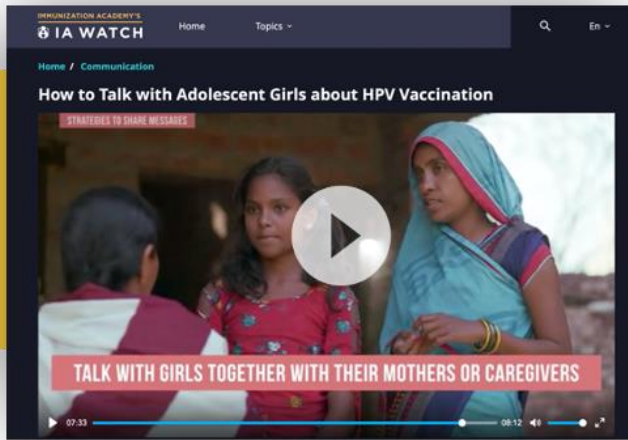 IMMUNIZATION ACADEMY'S
IA WATCH
Home
Topics
En
Home / Communication
How to Talk with Adolescent Girls about HPV Vaccination
STRATEGIES TO SHARE MESSAGES
TALK WITH GIRLS TOGETHER WITH THEIR MOTHERS OR CAREGIVERS
07:33
08:12